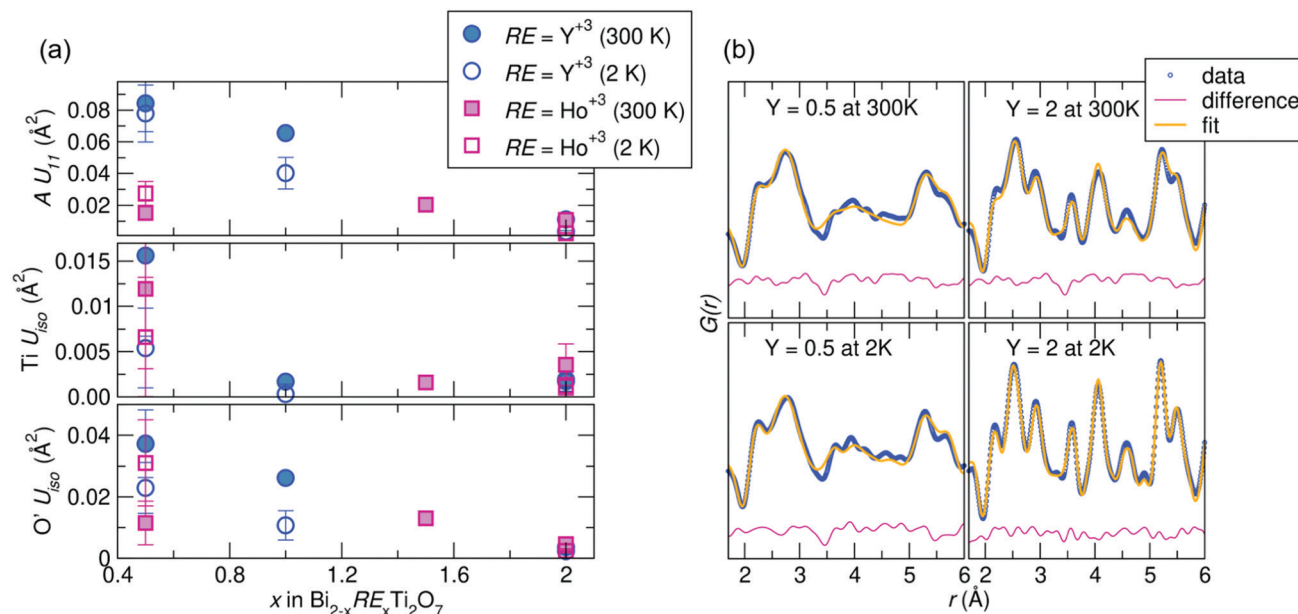 (a)
RE = Y+3 (300 K)
RE = Y+3 (2 K)
RE = Ho+3 (300 K)
RE = Ho+3 (2 K)
A U11 (Å2)
0.08
0.06
0.04
0.02
Ti Uiso (Å2)
0.015
0.01
0.005
0.00
O' Uiso (Å2)
0.04
0.02
0
0.4 0.8 1.2 1.6 2
x in Bi2-xRExTi2O7
(b)
data
difference
fit
Y = 0.5 at 300K
Y = 2 at 300K
G(r)
Y = 0.5 at 2K
Y = 2 at 2K
2 3 4 5 6 2 3 4 5 6
r (Å)